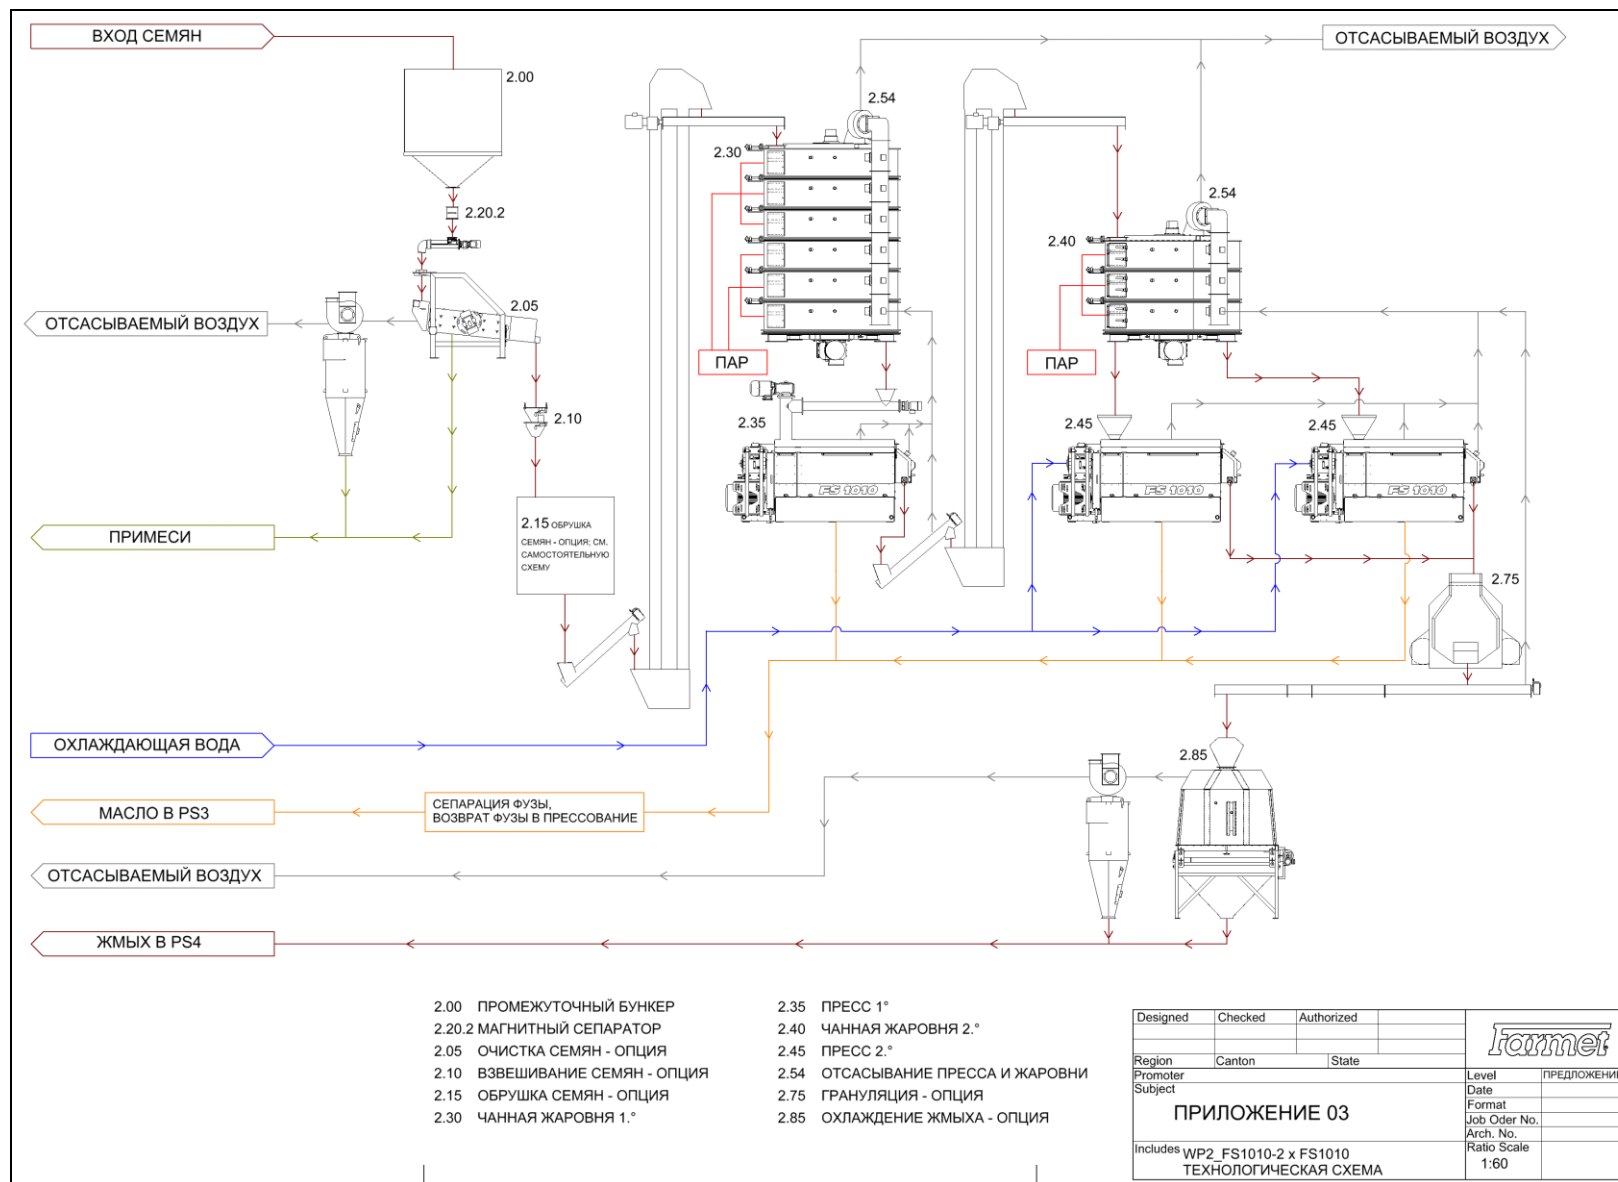 ВХОД СЕМЯН
ОТСАСЫВАЕМЫЙ ВОЗДУХ
2.00
2.54
2.30
2.54
2.20.2
2.40
2.05
ОТСАСЫВАЕМЫЙ ВОЗДУХ
ПАР
ПАР
2.10
2.35
2.45
2.45
FS 1010
FS 1010
FS 1010
2.15 ОБРУШКА
СЕМЯН - ОПЦИЯ; СМ.
САМОСТОЯТЕЛЬНУЮ
СХЕМУ
ПРИМЕСИ
2.75
ОХЛАЖДАЮЩАЯ ВОДА
2.85
МАСЛО В PS3
СЕПАРАЦИЯ ФУЗЫ,
ВОЗВРАТ ФУЗЫ В ПРЕССОВАНИЕ
ОТСАСЫВАЕМЫЙ ВОЗДУХ
ЖМЫХ В PS4
2.00 ПРОМЕЖУТОЧНЫЙ БУНКЕР
2.20.2 МАГНИТНЫЙ СЕПАРАТОР
2.05 ОЧИСТКА СЕМЯН - ОПЦИЯ
2.10 ВЗВЕШИВАНИЕ СЕМЯН - ОПЦИЯ
2.15 ОБРУШКА СЕМЯН - ОПЦИЯ
2.30 ЧАННАЯ ЖАРОВНЯ 1.°
2.35 ПРЕСС 1°
2.40 ЧАННАЯ ЖАРОВНЯ 2.°
2.45 ПРЕСС 2.°
2.54 ОТСАСЫВАНИЕ ПРЕССА И ЖАРОВНИ
2.75 ГРАНУЛЯЦИЯ - ОПЦИЯ
2.85 ОХЛАЖДЕНИЕ ЖМЫХА - ОПЦИЯ
Designed Checked Authorized
Farmet
Region Canton State
Promoter
Level ПРЕДЛОЖЕНИЕ
Subject
Date
ПРИЛОЖЕНИЕ 03
Format
Job Oder No.
Arch. No.
Includes WP2_FS1010-2 x FS1010
ТЕХНОЛОГИЧЕСКАЯ СХЕМА
Ratio Scale
1:60